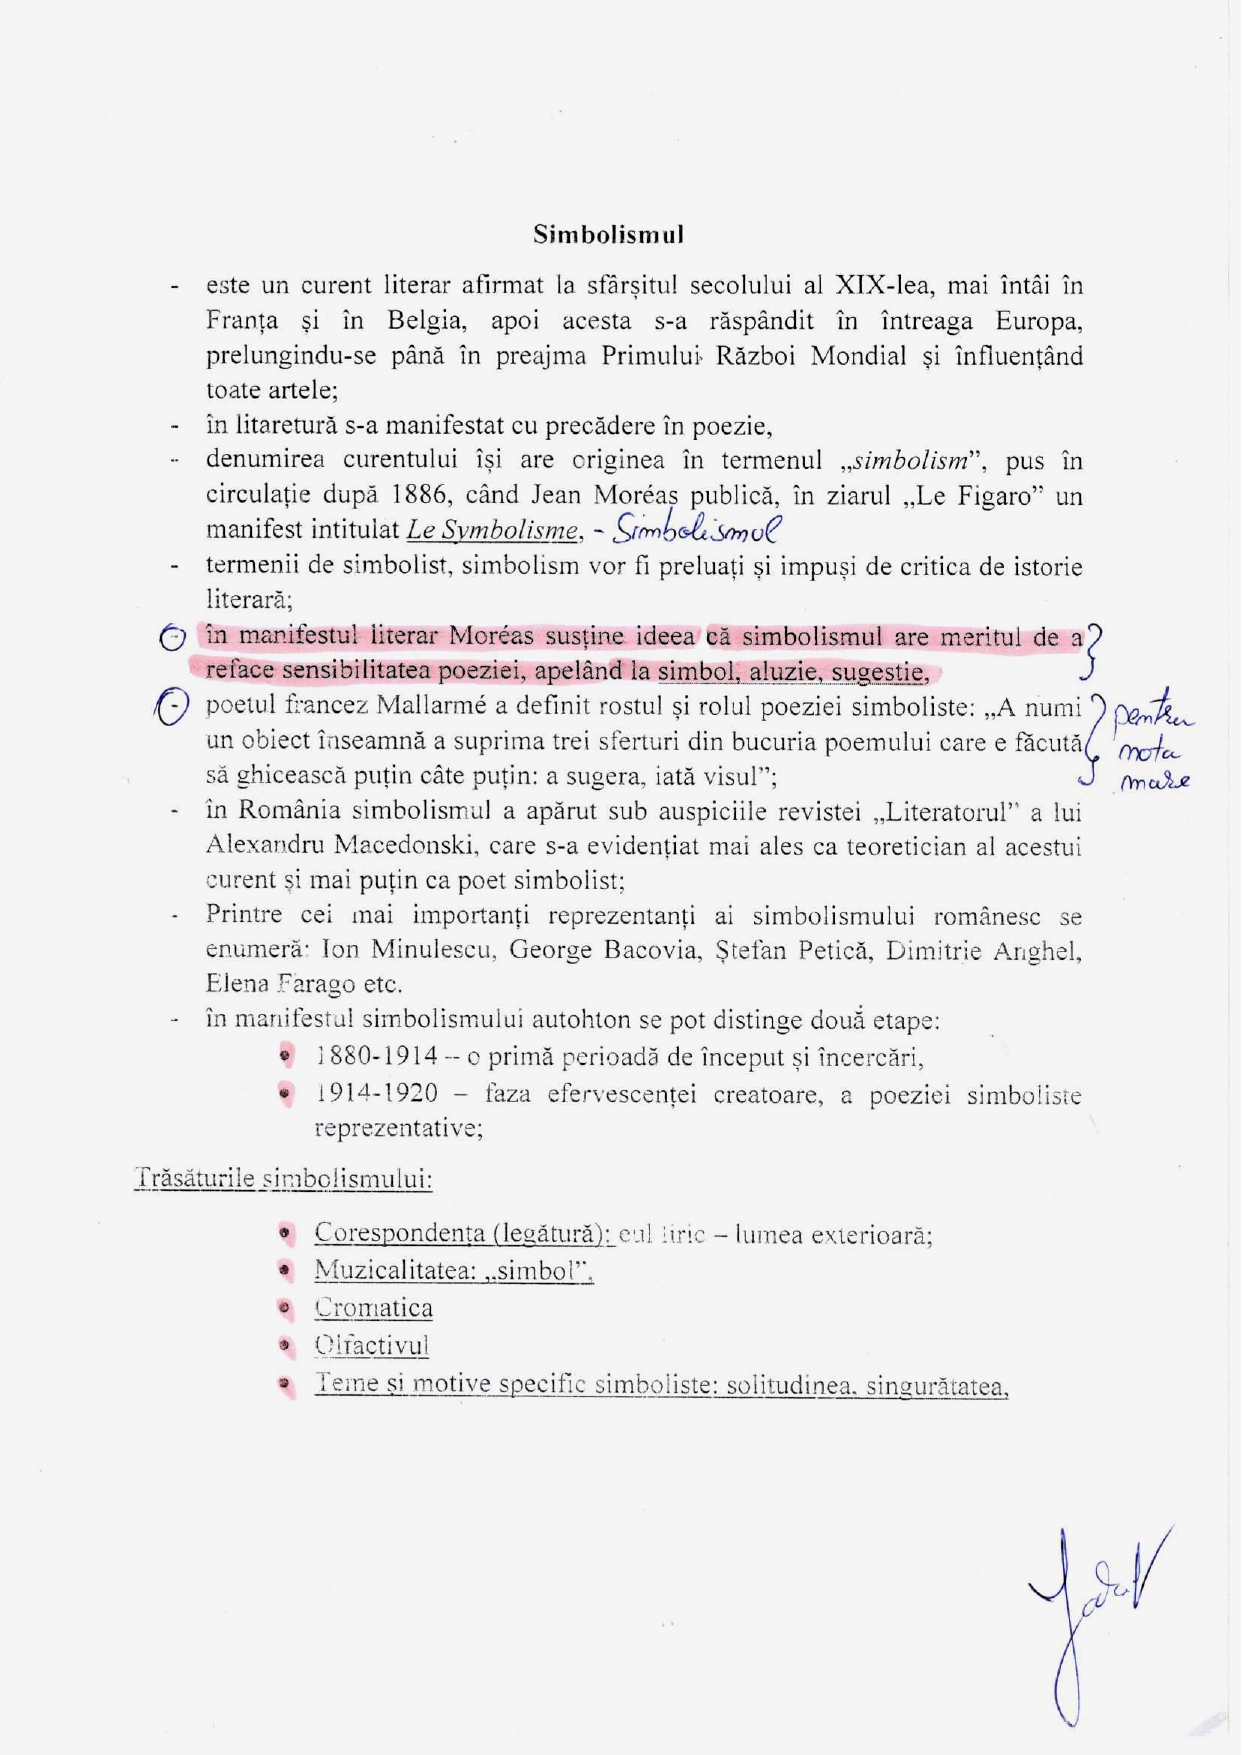 Simbolismul
- este un curent literar afirmat la sfârșitul secolului al XIX-lea, mai întâi în
Franța și în Belgia, apoi acesta s-a răspândit în întreaga Europa,
prelungindu-se până în preajma Primului Război Mondial și influențând
toate artele;
- în litaretură s-a manifestat cu precădere în poezie,
- denumirea curentului își are originea în termenul „simbolism”, pus în
circulație după 1886, când Jean Moréas publică, în ziarul „Le Figaro” un
manifest intitulat Le Symbolisme, - Simbolismul
- termenii de simbolist, simbolism vor fi preluați și impuși de critica de istorie
literară;
- în manifestul literar Moréas susține ideea că simbolismul are meritul de a
reface sensibilitatea poeziei, apelând la simbol, aluzie, sugestie,
- poetul francez Mallarmé a definit rostul și rolul poeziei simboliste: „A numi
un obiect înseamnă a suprima trei sferturi din bucuria poemului care e făcută
să ghicească puțin câte puțin: a sugera, iată visul”;
pentru
nota
mare
- în România simbolismul a apărut sub auspiciile revistei „Literatorul” a lui
Alexandru Macedonski, care s-a evidențiat mai ales ca teoretician al acestui
curent și mai puțin ca poet simbolist;
- Printre cei mai importanți reprezentanți ai simbolismului românesc se
enumeră: Ion Minulescu, George Bacovia, Ștefan Petică, Dimitrie Anghel,
Elena Farago etc.
- în manifestul simbolismului autohton se pot distinge două etape:
• 1880-1914 – o primă perioadă de început și încercări,
• 1914-1920 – faza efervescenței creatoare, a poeziei simboliste
reprezentative;
Trăsăturile simbolismului:
• Corespondența (legătură): eul liric – lumea exterioară;
• Muzicalitatea: „simbol”,
• Cromatica
• Olfactivul
• Teme și motive specific simboliste: solitudinea, singurătatea,